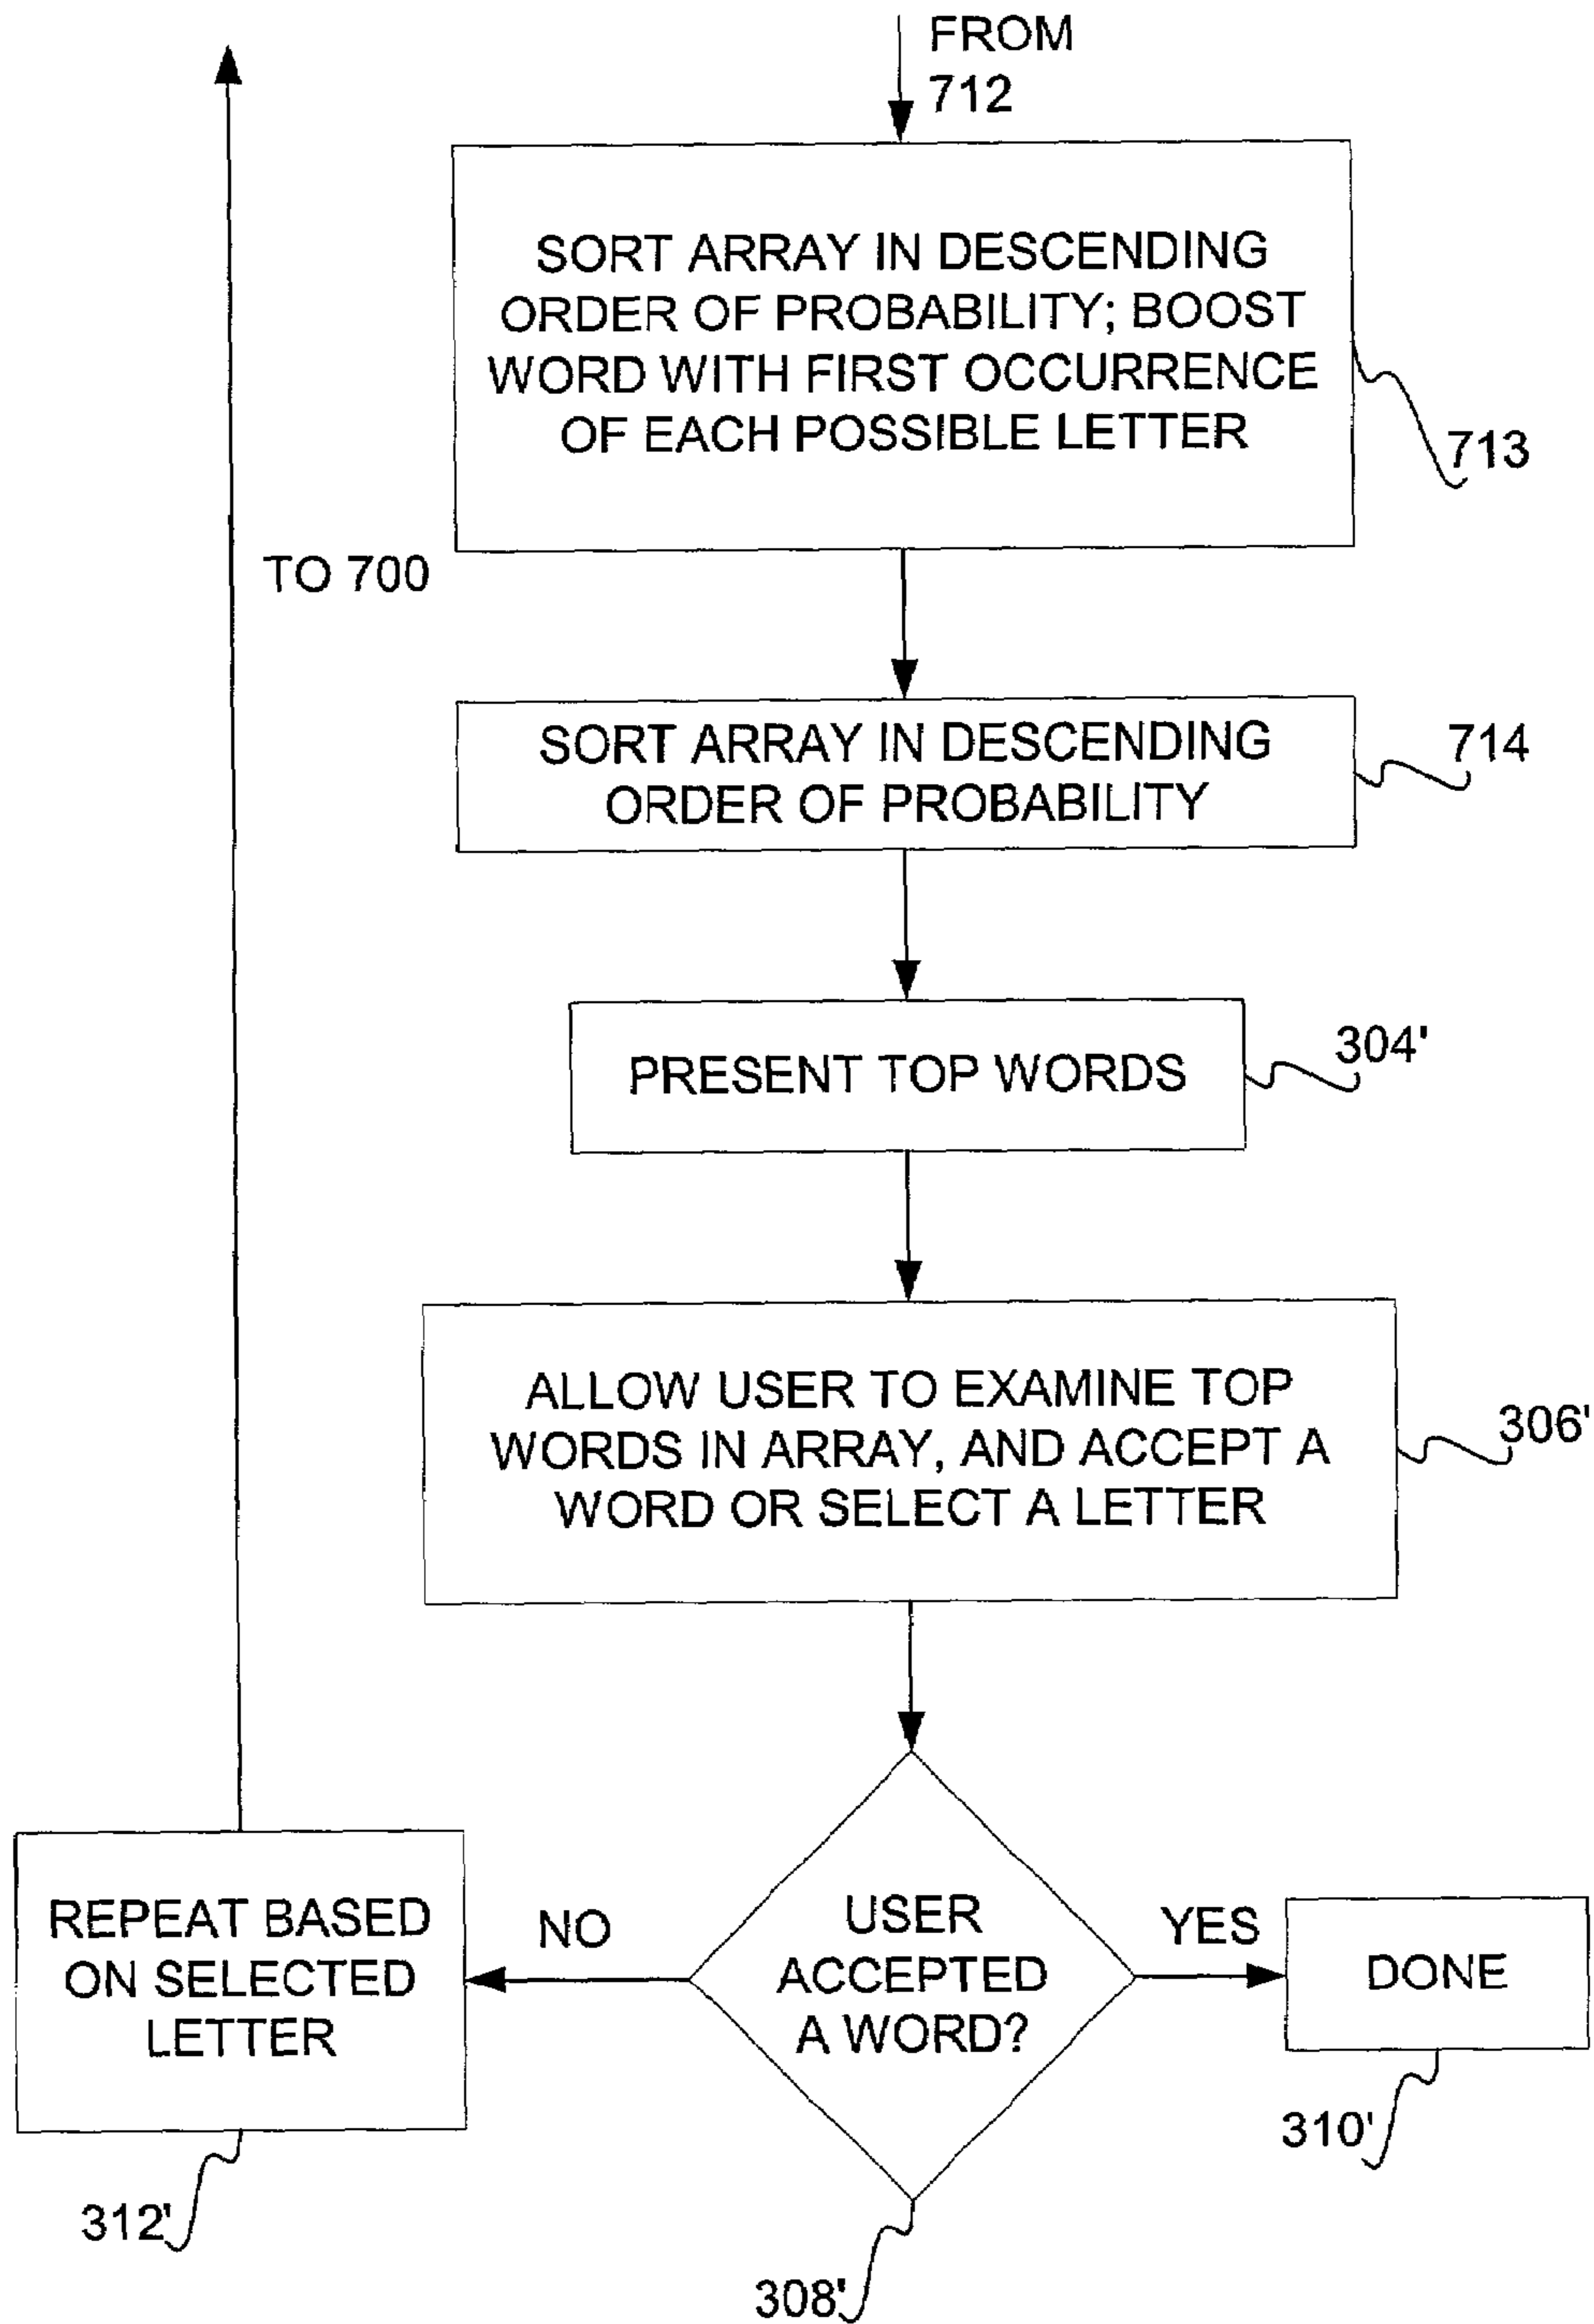 FROM
712
SORT ARRAY IN DESCENDING
ORDER OF PROBABILITY; BOOST
WORD WITH FIRST OCCURRENCE
OF EACH POSSIBLE LETTER
713
TO 700
SORT ARRAY IN DESCENDING
ORDER OF PROBABILITY
714
PRESENT TOP WORDS
304'
ALLOW USER TO EXAMINE TOP
WORDS IN ARRAY, AND ACCEPT A
WORD OR SELECT A LETTER
306'
USER
ACCEPTED
A WORD?
308'
NO
REPEAT BASED
ON SELECTED
LETTER
312'
YES
DONE
310'